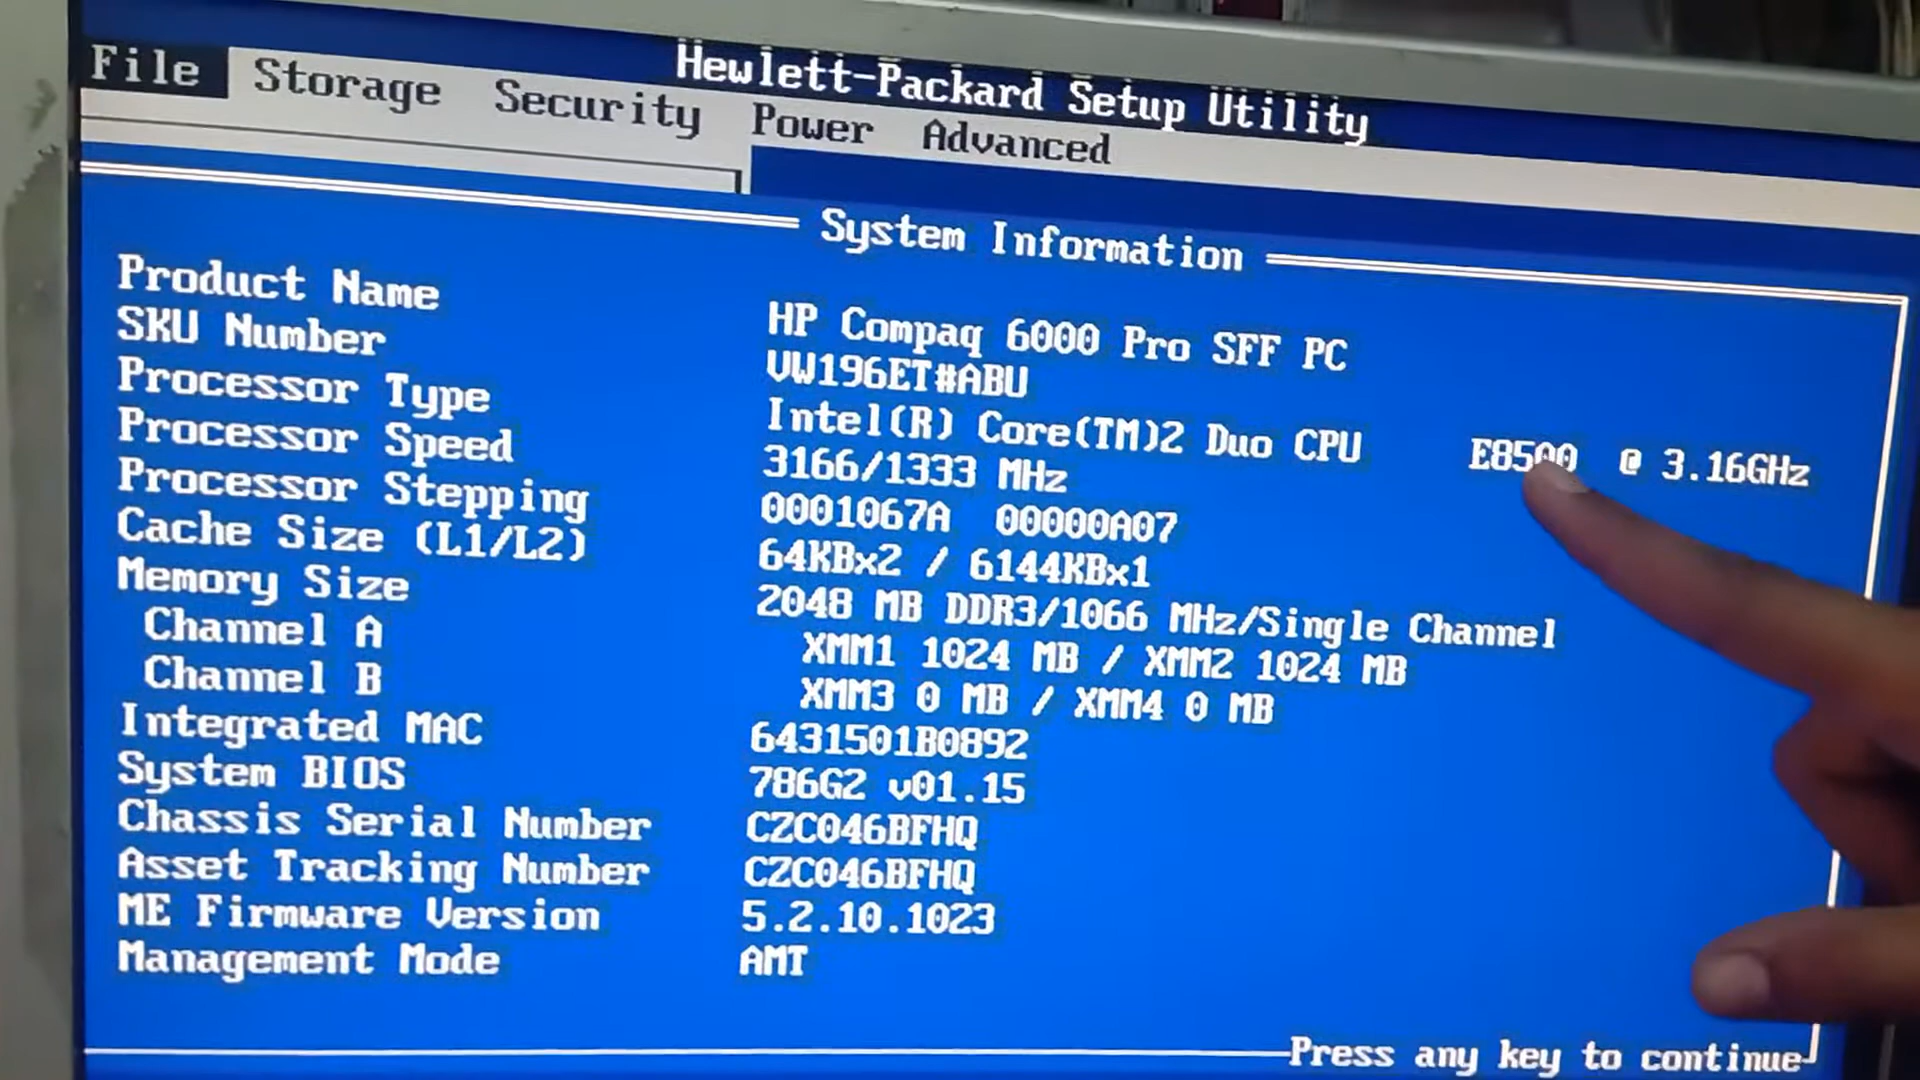 Hewlett-Packard Setup Utility
File Storage Security Power Advanced
System Information
Product Name HP Compaq 6000 Pro SFF PC
SKU Number VW196ET#ABU
Processor Type Intel(R) Core(TM)2 Duo CPU E8500 @ 3.16GHz
Processor Speed 3166/1333 MHz
Processor Stepping 0001067A 00000A07
Cache Size (L1/L2) 64KBx2 / 6144KBx1
Memory Size 2048 MB DDR3/1066 MHz/Single Channel
Channel A XMM1 1024 MB / XMM2 1024 MB
Channel B XMM3 0 MB / XMM4 0 MB
Integrated MAC 6431501B0892
System BIOS 786G2 v01.15
Chassis Serial Number CZC046BFHQ
Asset Tracking Number CZC046BFHQ
ME Firmware Version 5.2.10.1023
Management Mode AMT
Press any key to continue